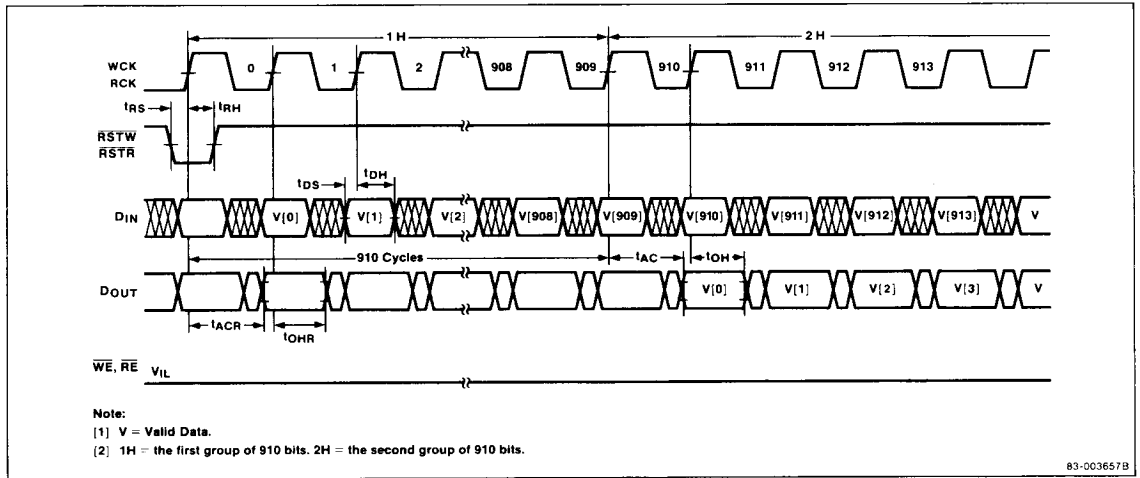 1H 2H
WCK
RCK
0 1 2 908 909 910 911 912 913
tRS tRH
RSTW
RSTR
tDS tDH
DIN V[0] V[1] V[2] V[908] V[909] V[910] V[911] V[912] V[913] V
910 Cycles tAC tOH
DOUT V[0] V[1] V[2] V[3] V
tACR tOHR
WE, RE VIL
Note:
[1] V = Valid Data.
[2] 1H = the first group of 910 bits. 2H = the second group of 910 bits.
83-003657B